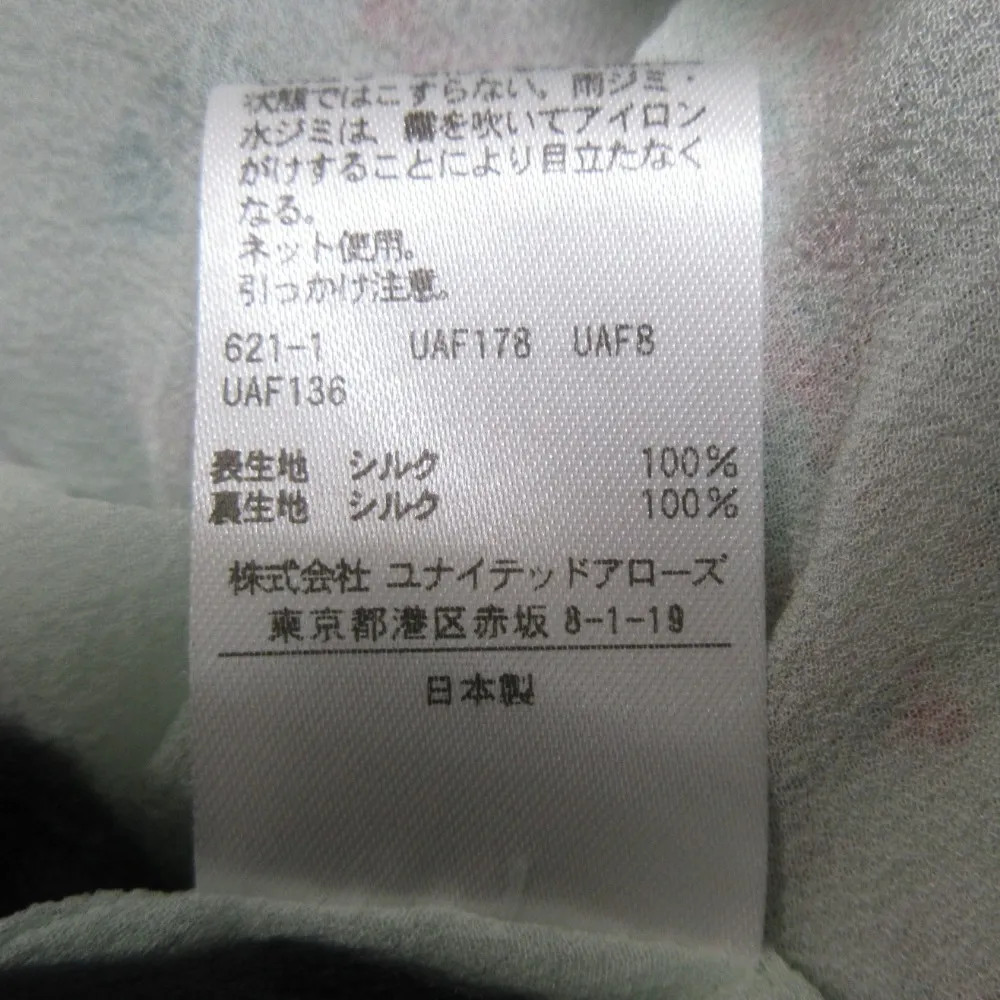 状態ではこすらない。雨ジミ・
水ジミは、霧を吹いてアイロン
がけすることにより目立たなく
なる。
ネット使用。
引っかけ注意。
621-1 UAF178 UAF8
UAF136
表生地 シルク 100%
裏生地 シルク 100%
株式会社 ユナイテッドアローズ
東京都港区赤坂 8-1-19
日本製